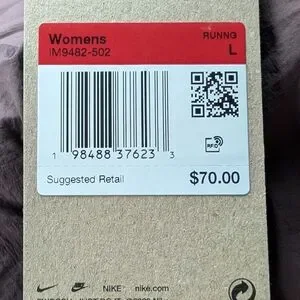 Womens RUNNG
IM9482-502 L
RFID
1 98488 37623 3
Suggested Retail $70.00
NIKE nike.com